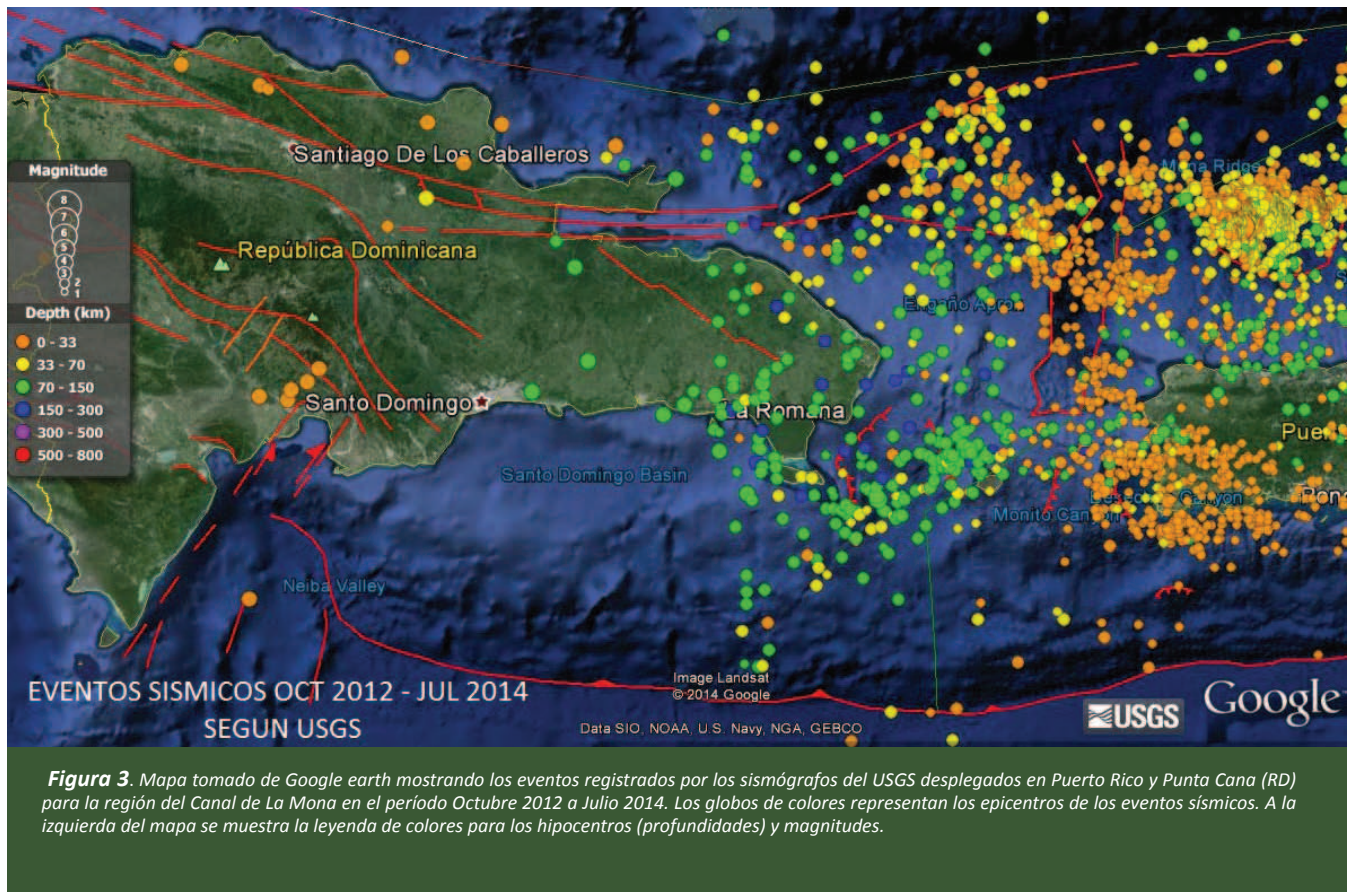 Santiago De Los Caballeros
Magnitude
8
7
6
5
4
3
2
1
Mona Ridge
República Dominicana
Depth (km)
0 - 33
33 - 70
70 - 150
150 - 300
300 - 500
500 - 800
Engaño Apron
Santo Domingo
La Romana
Santo Domingo Basin
Canyon
Monito Canyon
Neiba Valley
EVENTOS SISMICOS OCT 2012 - JUL 2014
SEGUN USGS
Image Landsat
© 2014 Google
Data SIO, NOAA, U.S. Navy, NGA, GEBCO
USGS
Google
Figura 3. Mapa tomado de Google earth mostrando los eventos registrados por los sismógrafos del USGS desplegados en Puerto Rico y Punta Cana (RD)
para la región del Canal de La Mona en el período Octubre 2012 a Julio 2014. Los globos de colores representan los epicentros de los eventos sísmicos. A la
izquierda del mapa se muestra la leyenda de colores para los hipocentros (profundidades) y magnitudes.